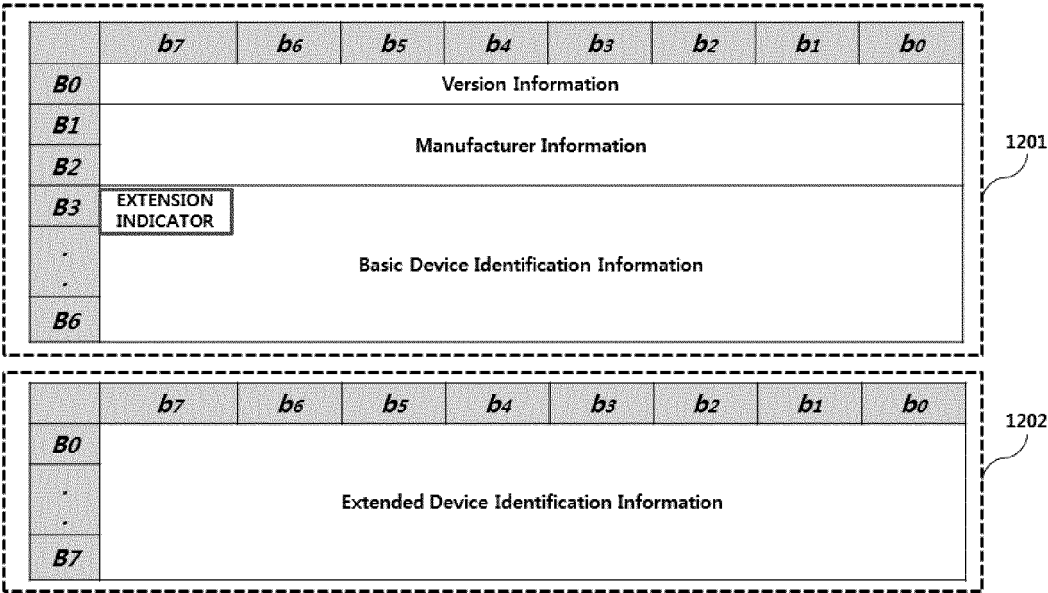 b7 b6 b5 b4 b3 b2 b1 b0
B0 Version Information
B1
Manufacturer Information
1201
B2
B3 EXTENSION
INDICATOR
.
Basic Device Identification Information
.
B6
b7 b6 b5 b4 b3 b2 b1 b0
1202
B0
.
Extended Device Identification Information
.
B7